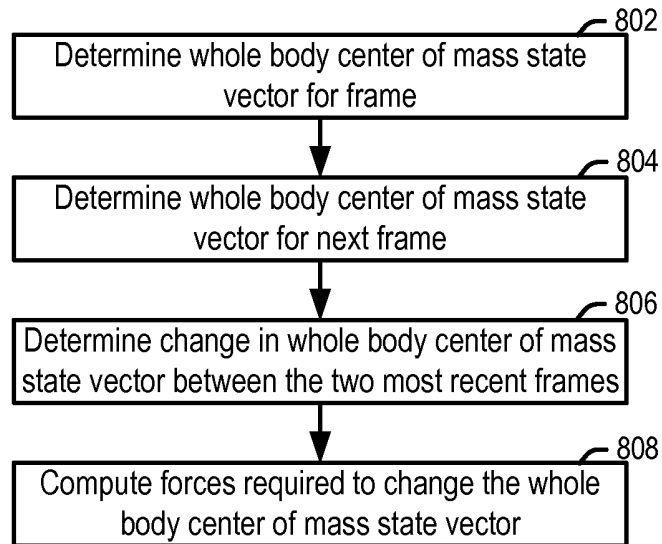 802
Determine whole body center of mass state
vector for frame
804
Determine whole body center of mass state
vector for next frame
806
Determine change in whole body center of mass
state vector between the two most recent frames
808
Compute forces required to change the whole
body center of mass state vector